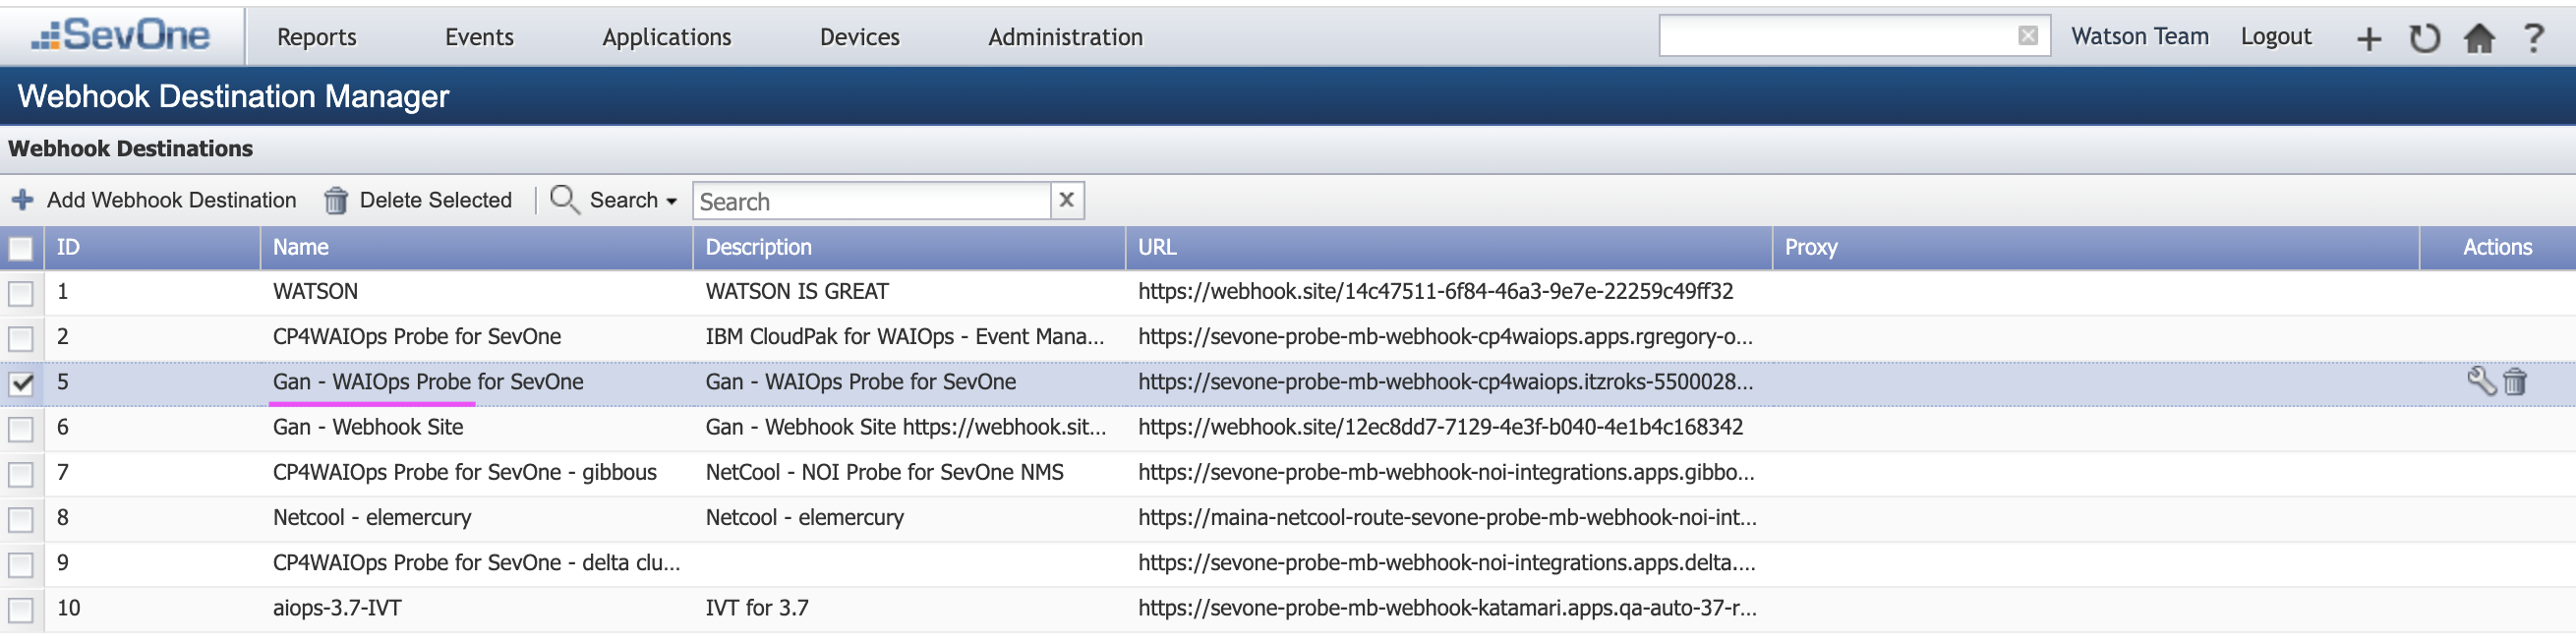 SevOne Reports Events Applications Devices Administration Watson Team Logout
Webhook Destination Manager
Webhook Destinations
Add Webhook Destination Delete Selected Search Search
ID Name Description URL Proxy Actions
1 WATSON WATSON IS GREAT https://webhook.site/14c47511-6f84-46a3-9e7e-22259c49ff32
2 CP4WAIOps Probe for SevOne IBM CloudPak for WAIOps - Event Mana... https://sevone-probe-mb-webhook-cp4waiops.apps.rgregory-o...
5 Gan - WAIOps Probe for SevOne Gan - WAIOps Probe for SevOne https://sevone-probe-mb-webhook-cp4waiops.itzroks-5500028...
6 Gan - Webhook Site Gan - Webhook Site https://webhook.sit... https://webhook.site/12ec8dd7-7129-4e3f-b040-4e1b4c168342
7 CP4WAIOps Probe for SevOne - gibbous NetCool - NOI Probe for SevOne NMS https://sevone-probe-mb-webhook-noi-integrations.apps.gibbo...
8 Netcool - elemercury Netcool - elemercury https://maina-netcool-route-sevone-probe-mb-webhook-noi-int...
9 CP4WAIOps Probe for SevOne - delta clu... https://sevone-probe-mb-webhook-noi-integrations.apps.delta....
10 aiops-3.7-IVT IVT for 3.7 https://sevone-probe-mb-webhook-katamari.apps.qa-auto-37-r...